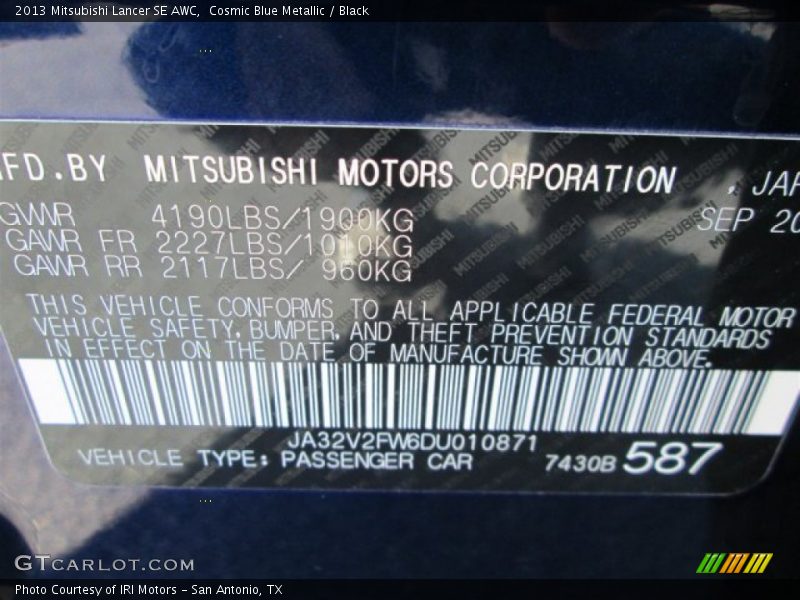 2013 Mitsubishi Lancer SE AWC, Cosmic Blue Metallic / Black
MFD.BY MITSUBISHI MOTORS CORPORATION , JAP
GVWR 4190LBS/1900KG SEP 20
GAWR FR 2227LBS/1010KG
GAWR RR 2117LBS/ 960KG
THIS VEHICLE CONFORMS TO ALL APPLICABLE FEDERAL MOTOR
VEHICLE SAFETY, BUMPER, AND THEFT PREVENTION STANDARDS
IN EFFECT ON THE DATE OF MANUFACTURE SHOWN ABOVE.
JA32V2FW6DU010871
VEHICLE TYPE: PASSENGER CAR 7430B 587
GTCARLOT.COM
Photo Courtesy of IRI Motors – San Antonio, TX